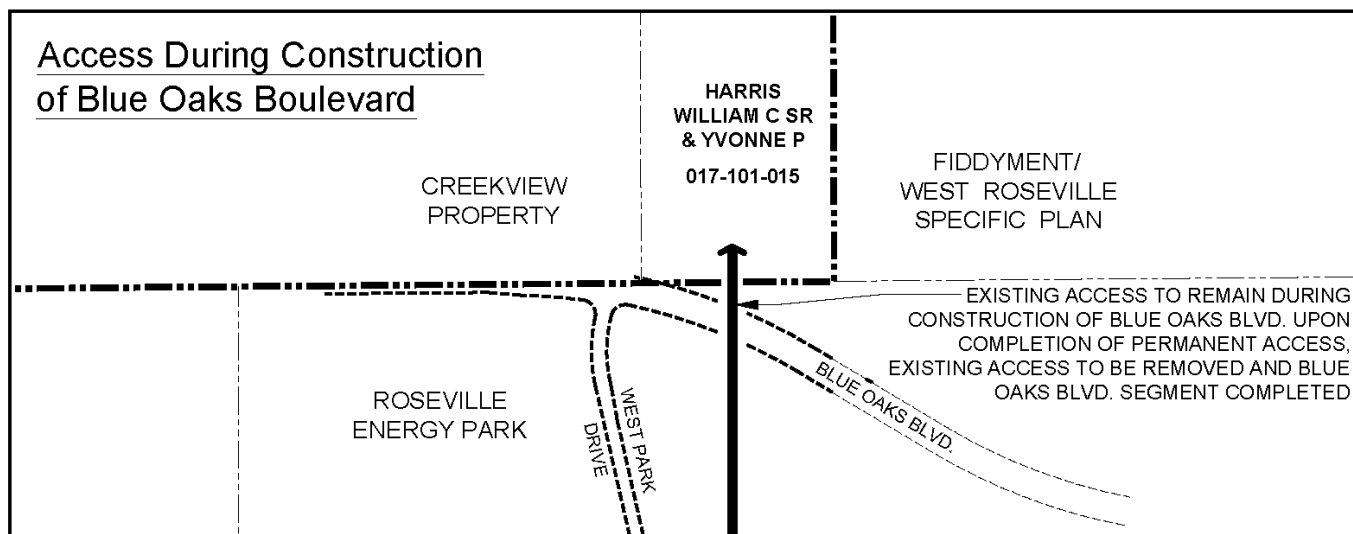 Access During Construction
of Blue Oaks Boulevard
HARRIS
WILLIAM C SR
& YVONNE P
017-101-015
CREEKVIEW
PROPERTY
FIDDYMENT/
WEST ROSEVILLE
SPECIFIC PLAN
EXISTING ACCESS TO REMAIN DURING
CONSTRUCTION OF BLUE OAKS BLVD. UPON
COMPLETION OF PERMANENT ACCESS,
EXISTING ACCESS TO BE REMOVED AND BLUE
OAKS BLVD. SEGMENT COMPLETED
ROSEVILLE
ENERGY PARK
WEST PARK
DRIVE
BLUE OAKS BLVD.